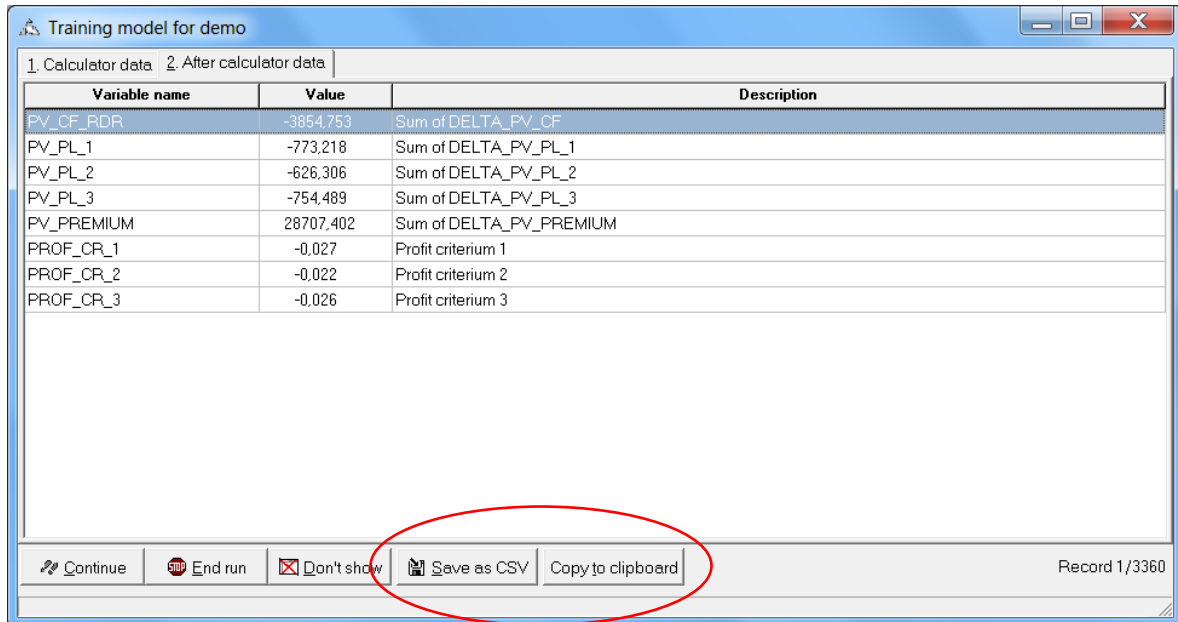 Training model for demo
1. Calculator data 2. After calculator data
Variable name Value Description
PV_CF_RDR -3854,753 Sum of DELTA_PV_CF
PV_PL_1 -773,218 Sum of DELTA_PV_PL_1
PV_PL_2 -626,306 Sum of DELTA_PV_PL_2
PV_PL_3 -754,489 Sum of DELTA_PV_PL_3
PV_PREMIUM 28707,402 Sum of DELTA_PV_PREMIUM
PROF_CR_1 -0,027 Profit criterium 1
PROF_CR_2 -0,022 Profit criterium 2
PROF_CR_3 -0,026 Profit criterium 3
Continue STOP End run Don't show Save as CSV Copy to clipboard Record 1/3360